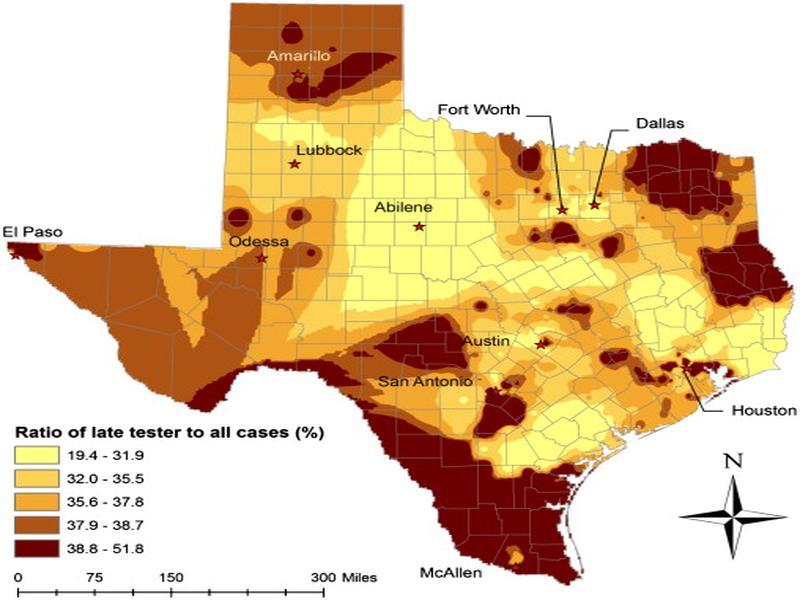 Amarillo
Fort Worth
Dallas
Lubbock
Abilene
El Paso
Odessa
Austin
San Antonio
Houston
Ratio of late tester to all cases (%)
19.4 - 31.9
32.0 - 35.5
35.6 - 37.8
37.9 - 38.7
38.8 - 51.8
N
McAllen
0 75 150 300 Miles